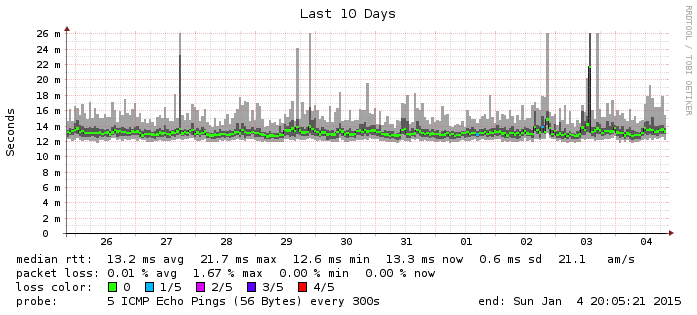 Last 10 Days
RRDTOOL / TOBI OETIKER
Seconds
26 m
24 m
22 m
20 m
18 m
16 m
14 m
12 m
10 m
8 m
6 m
4 m
2 m
0
26 27 28 29 30 31 01 02 03 04
median rtt: 13.2 ms avg 21.7 ms max 12.6 ms min 13.3 ms now 0.6 ms sd 21.1 am/s
packet loss: 0.01 % avg 1.67 % max 0.00 % min 0.00 % now
loss color: 0 1/5 2/5 3/5 4/5
probe: 5 ICMP Echo Pings (56 Bytes) every 300s end: Sun Jan 4 20:05:21 2015